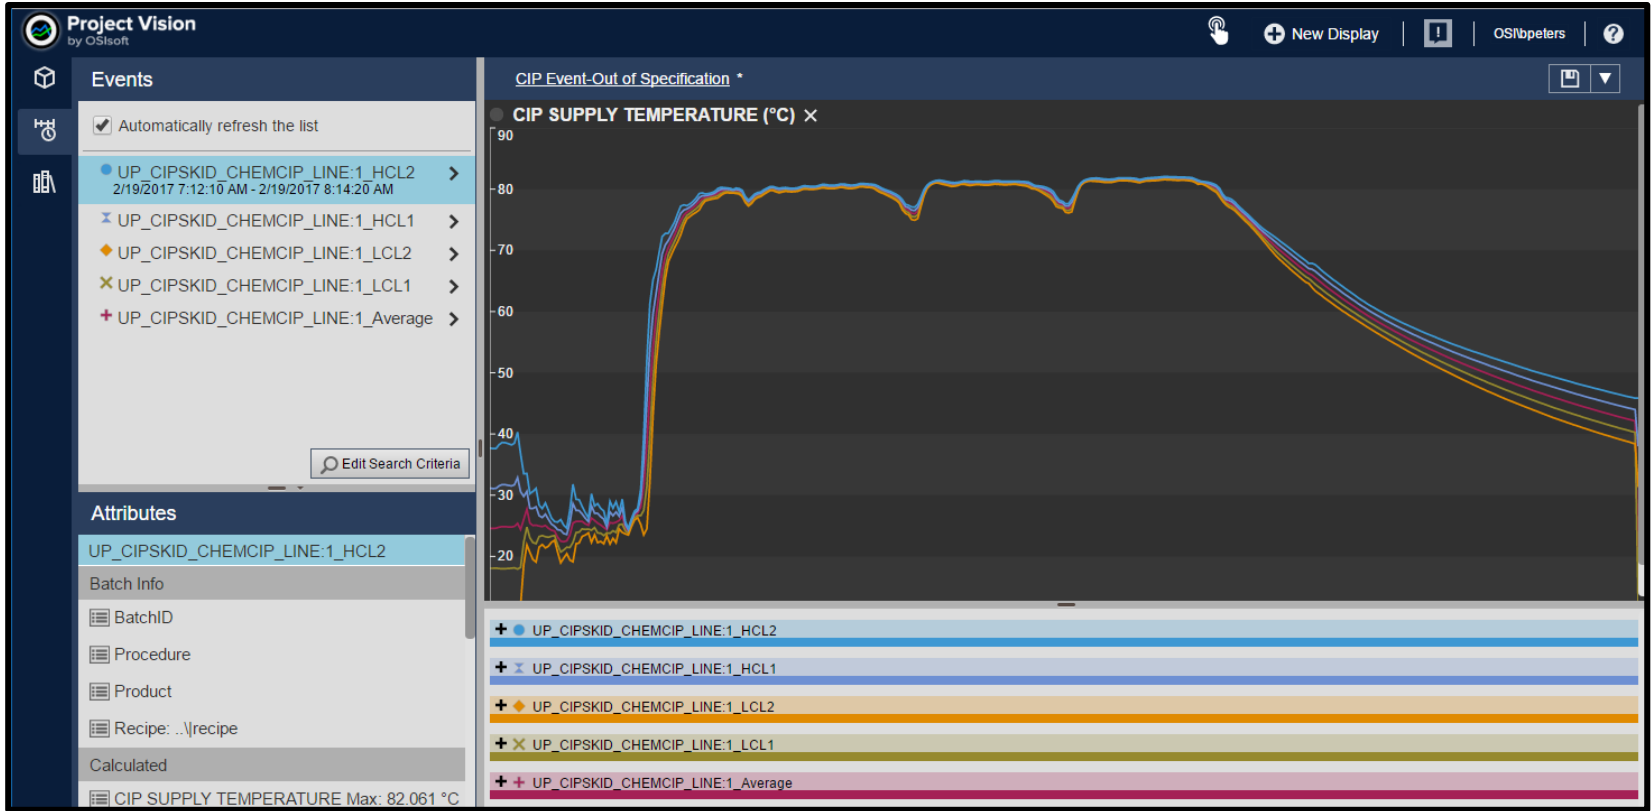 Project Vision
by OSIsoft
New Display
!
OSI\bpeters
?
Events
Automatically refresh the list
UP_CIPSKID_CHEMCIP_LINE:1_HCL2
2/19/2017 7:12:10 AM - 2/19/2017 8:14:20 AM
UP_CIPSKID_CHEMCIP_LINE:1_HCL1
UP_CIPSKID_CHEMCIP_LINE:1_LCL2
UP_CIPSKID_CHEMCIP_LINE:1_LCL1
UP_CIPSKID_CHEMCIP_LINE:1_Average
Edit Search Criteria
Attributes
UP_CIPSKID_CHEMCIP_LINE:1_HCL2
Batch Info
BatchID
Procedure
Product
Recipe: ..\|recipe
Calculated
CIP SUPPLY TEMPERATURE Max: 82.061 °C
CIP Event-Out of Specification *
CIP SUPPLY TEMPERATURE (°C)
90
80
70
60
50
40
30
20
UP_CIPSKID_CHEMCIP_LINE:1_HCL2
UP_CIPSKID_CHEMCIP_LINE:1_HCL1
UP_CIPSKID_CHEMCIP_LINE:1_LCL2
UP_CIPSKID_CHEMCIP_LINE:1_LCL1
UP_CIPSKID_CHEMCIP_LINE:1_Average